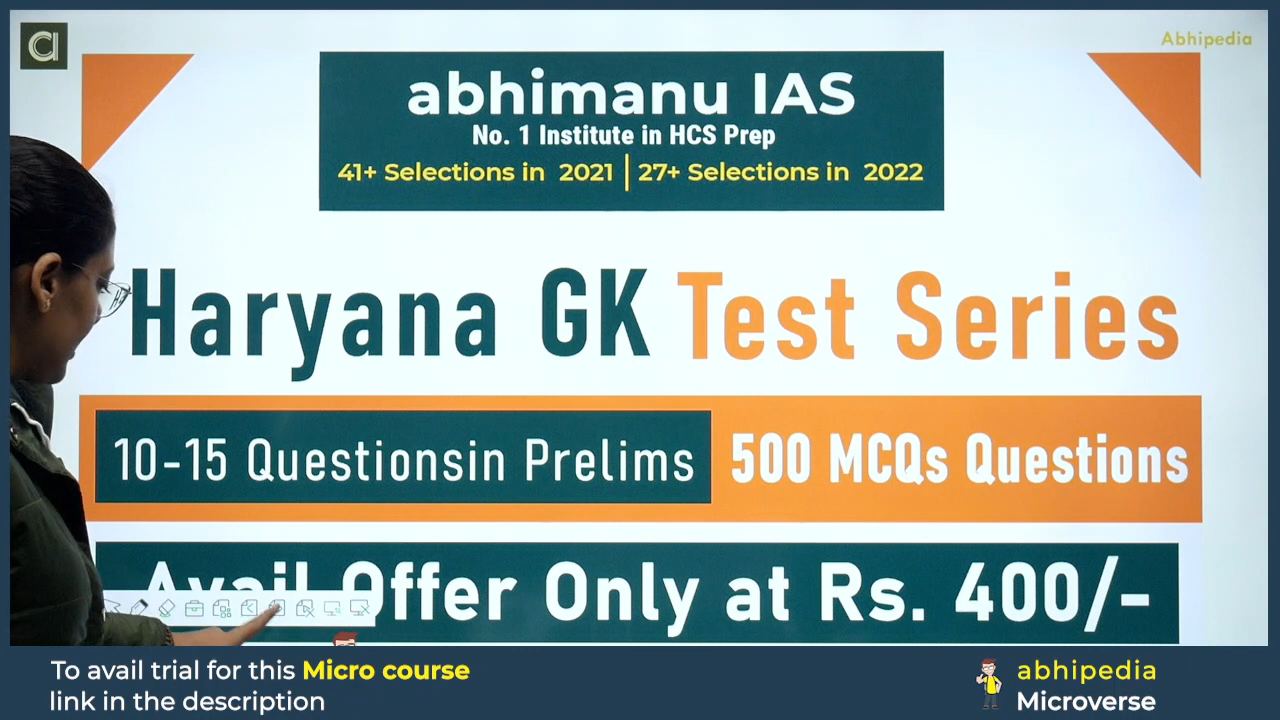 Abhipedia
abhimanu IAS
No. 1 Institute in HCS Prep
41+ Selections in 2021 | 27+ Selections in 2022
Haryana GK Test Series
10-15 Questionsin Prelims 500 MCQs Questions
Avail Offer Only at Rs. 400/-
To avail trial for this Micro course
link in the description
abhipedia
Microverse